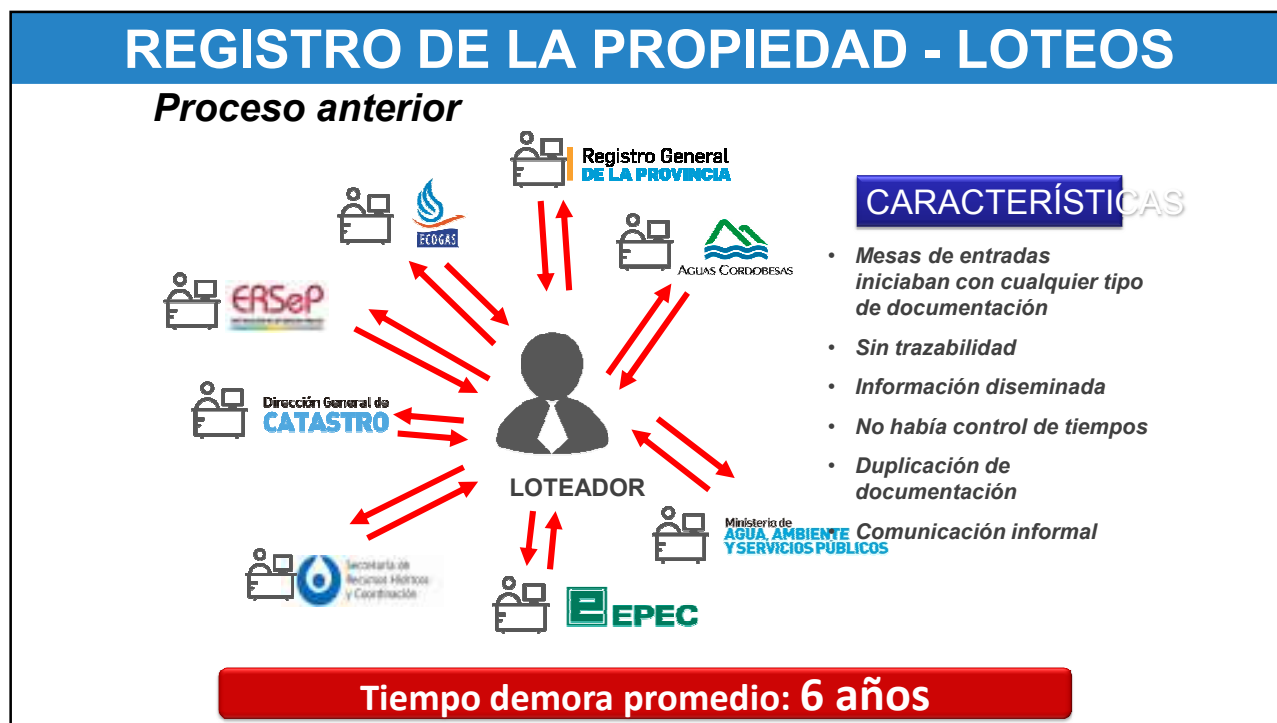 REGISTRO DE LA PROPIEDAD - LOTEOS
Proceso anterior
Registro General
DE LA PROVINCIA
ECOGAS
AGUAS CORDOBESAS
ERSeP
Dirección General de
CATASTRO
LOTEADOR
Secretaría de
Recursos Hídricos
y Coordinación
EPEC
Ministerio de
AGUA, AMBIENTE
Y SERVICIOS PÚBLICOS
CARACTERÍSTICAS
• Mesas de entradas
iniciaban con cualquier tipo
de documentación
• Sin trazabilidad
• Información diseminada
• No había control de tiempos
• Duplicación de
documentación
• Comunicación informal
Tiempo demora promedio: 6 años